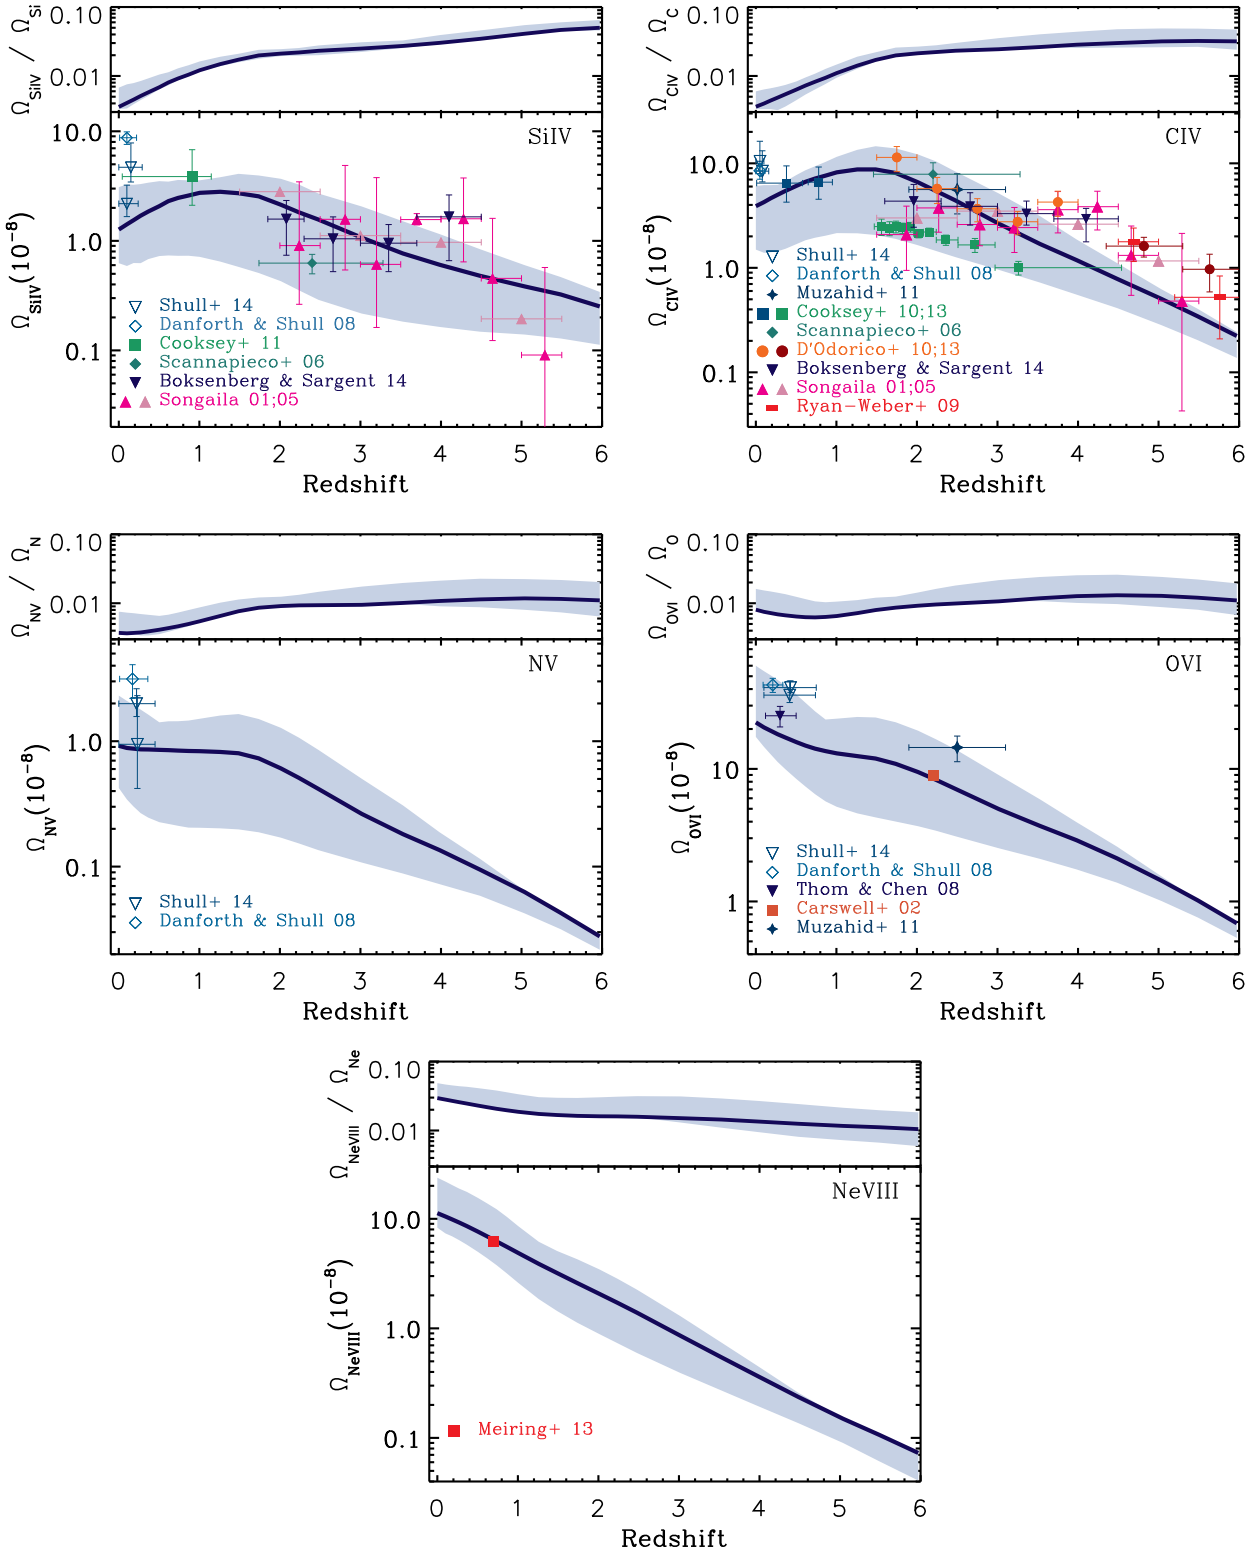 Ω_SiIV / Ω_Si
0.10
0.01
SiIV
Ω_SiIV(10^−8)
10.0
1.0
0.1
Shull+ 14
Danforth & Shull 08
Cooksey+ 11
Scannapieco+ 06
Boksenberg & Sargent 14
Songaila 01;05
0 1 2 3 4 5 6
Redshift
Ω_CIV / Ω_C
0.10
0.01
CIV
Ω_CIV(10^−8)
10.0
1.0
0.1
Shull+ 14
Danforth & Shull 08
Muzahid+ 11
Cooksey+ 10;13
Scannapieco+ 06
D'Odorico+ 10;13
Boksenberg & Sargent 14
Songaila 01;05
Ryan−Weber+ 09
0 1 2 3 4 5 6
Redshift
Ω_NV / Ω_N
0.10
0.01
NV
Ω_NV(10^−8)
1.0
0.1
Shull+ 14
Danforth & Shull 08
0 1 2 3 4 5 6
Redshift
Ω_OVI / Ω_O
0.10
0.01
OVI
Ω_OVI(10^−8)
10
1
Shull+ 14
Danforth & Shull 08
Thom & Chen 08
Carswell+ 02
Muzahid+ 11
0 1 2 3 4 5 6
Redshift
Ω_NeVIII / Ω_Ne
0.10
0.01
NeVIII
Ω_NeVIII(10^−8)
10.0
1.0
0.1
Meiring+ 13
0 1 2 3 4 5 6
Redshift